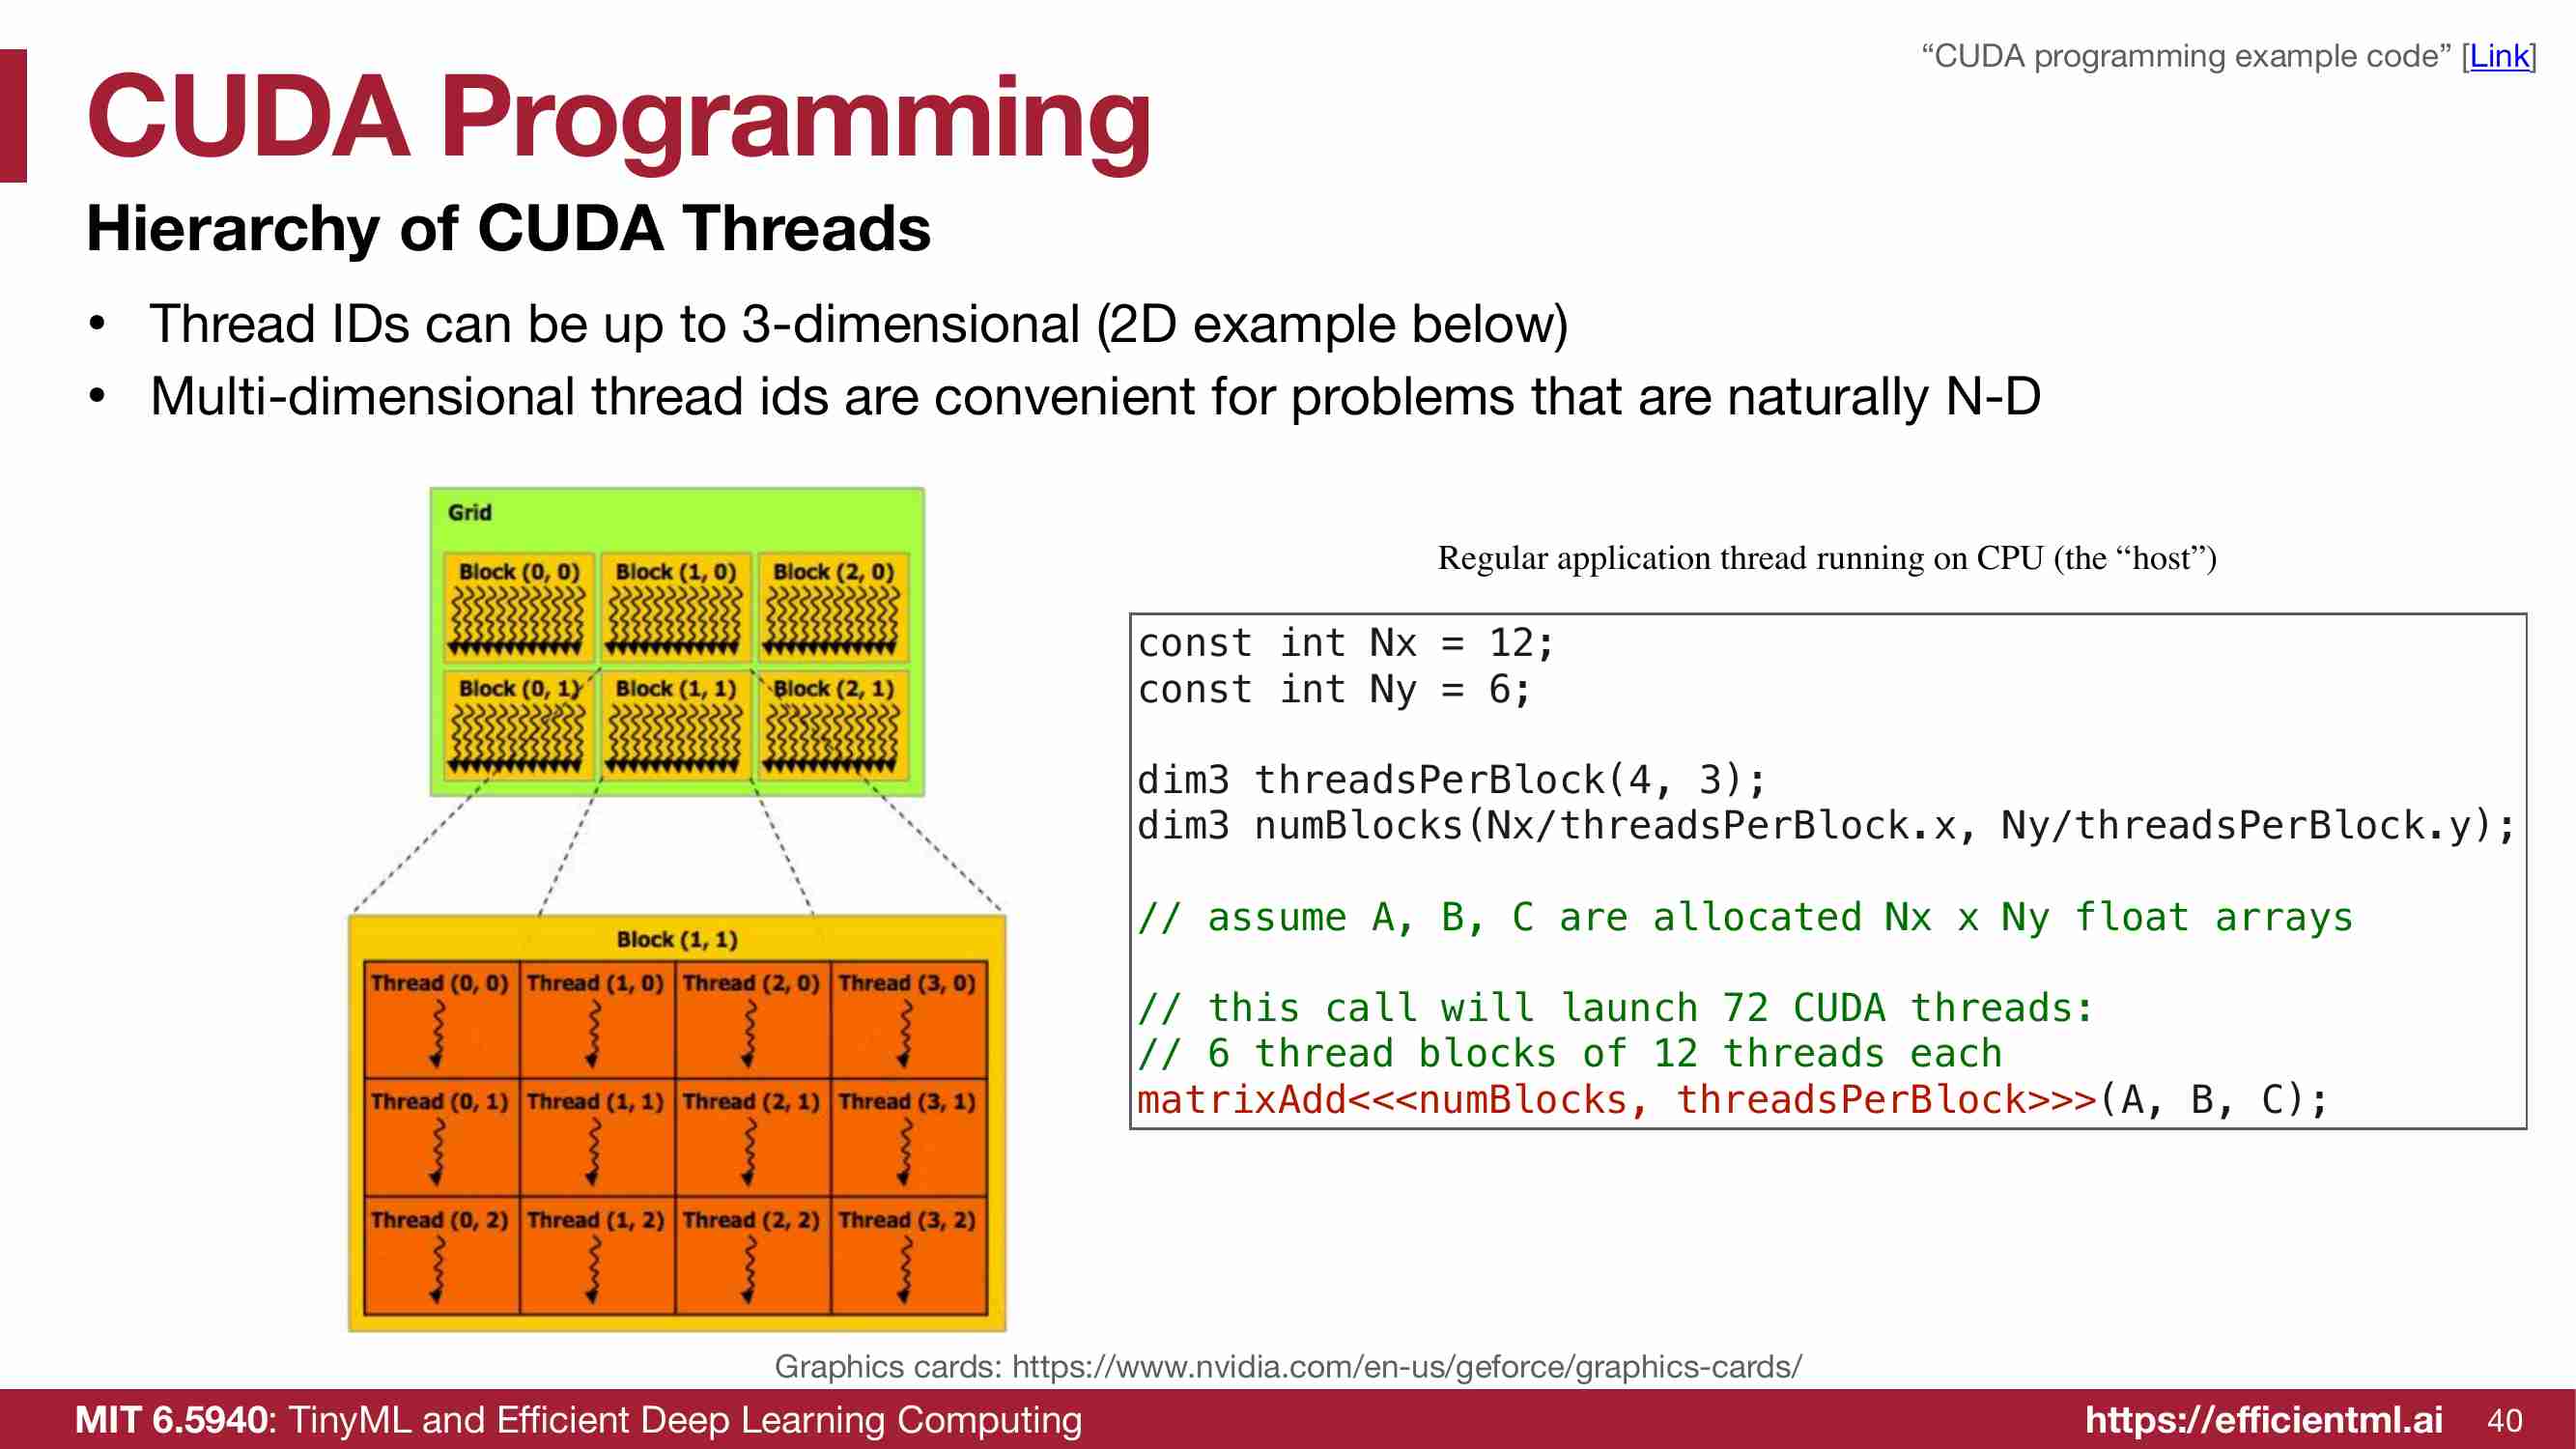 “CUDA programming example code” [Link]
CUDA Programming
Hierarchy of CUDA Threads
• Thread IDs can be up to 3-dimensional (2D example below)
• Multi-dimensional thread ids are convenient for problems that are naturally N-D
Grid
Block (0, 0) Block (1, 0) Block (2, 0)
Block (0, 1) Block (1, 1) Block (2, 1)
Block (1, 1)
Thread (0, 0) Thread (1, 0) Thread (2, 0) Thread (3, 0)
Thread (0, 1) Thread (1, 1) Thread (2, 1) Thread (3, 1)
Thread (0, 2) Thread (1, 2) Thread (2, 2) Thread (3, 2)
Regular application thread running on CPU (the “host”)
const int Nx = 12;
const int Ny = 6;
dim3 threadsPerBlock(4, 3);
dim3 numBlocks(Nx/threadsPerBlock.x, Ny/threadsPerBlock.y);
// assume A, B, C are allocated Nx x Ny float arrays
// this call will launch 72 CUDA threads:
// 6 thread blocks of 12 threads each
matrixAdd<<<numBlocks, threadsPerBlock>>>(A, B, C);
Graphics cards: https://www.nvidia.com/en-us/geforce/graphics-cards/
MIT 6.5940: TinyML and Efficient Deep Learning Computing
https://efficientml.ai 40